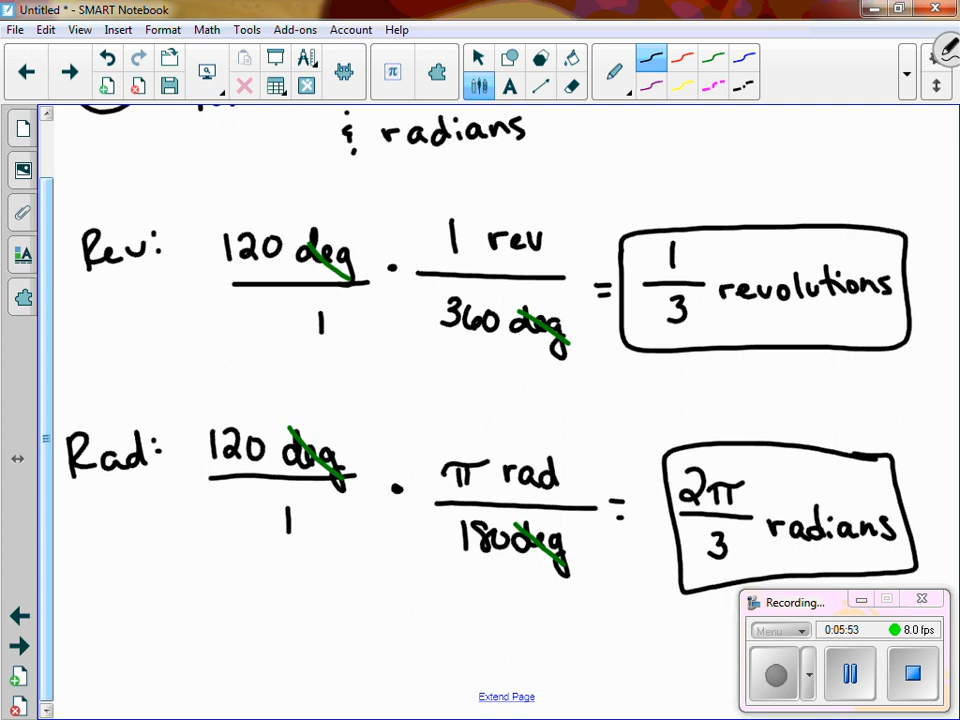 Untitled * - SMART Notebook
File Edit View Insert Format Math Tools Add-ons Account Help
& radians
Rev: 120 deg / 1 · 1 rev / 360 deg = 1/3 revolutions
Rad: 120 deg / 1 · π rad / 180 deg = 2π/3 radians
Recording...
Menu 0:05:53 8.0 fps
Extend Page